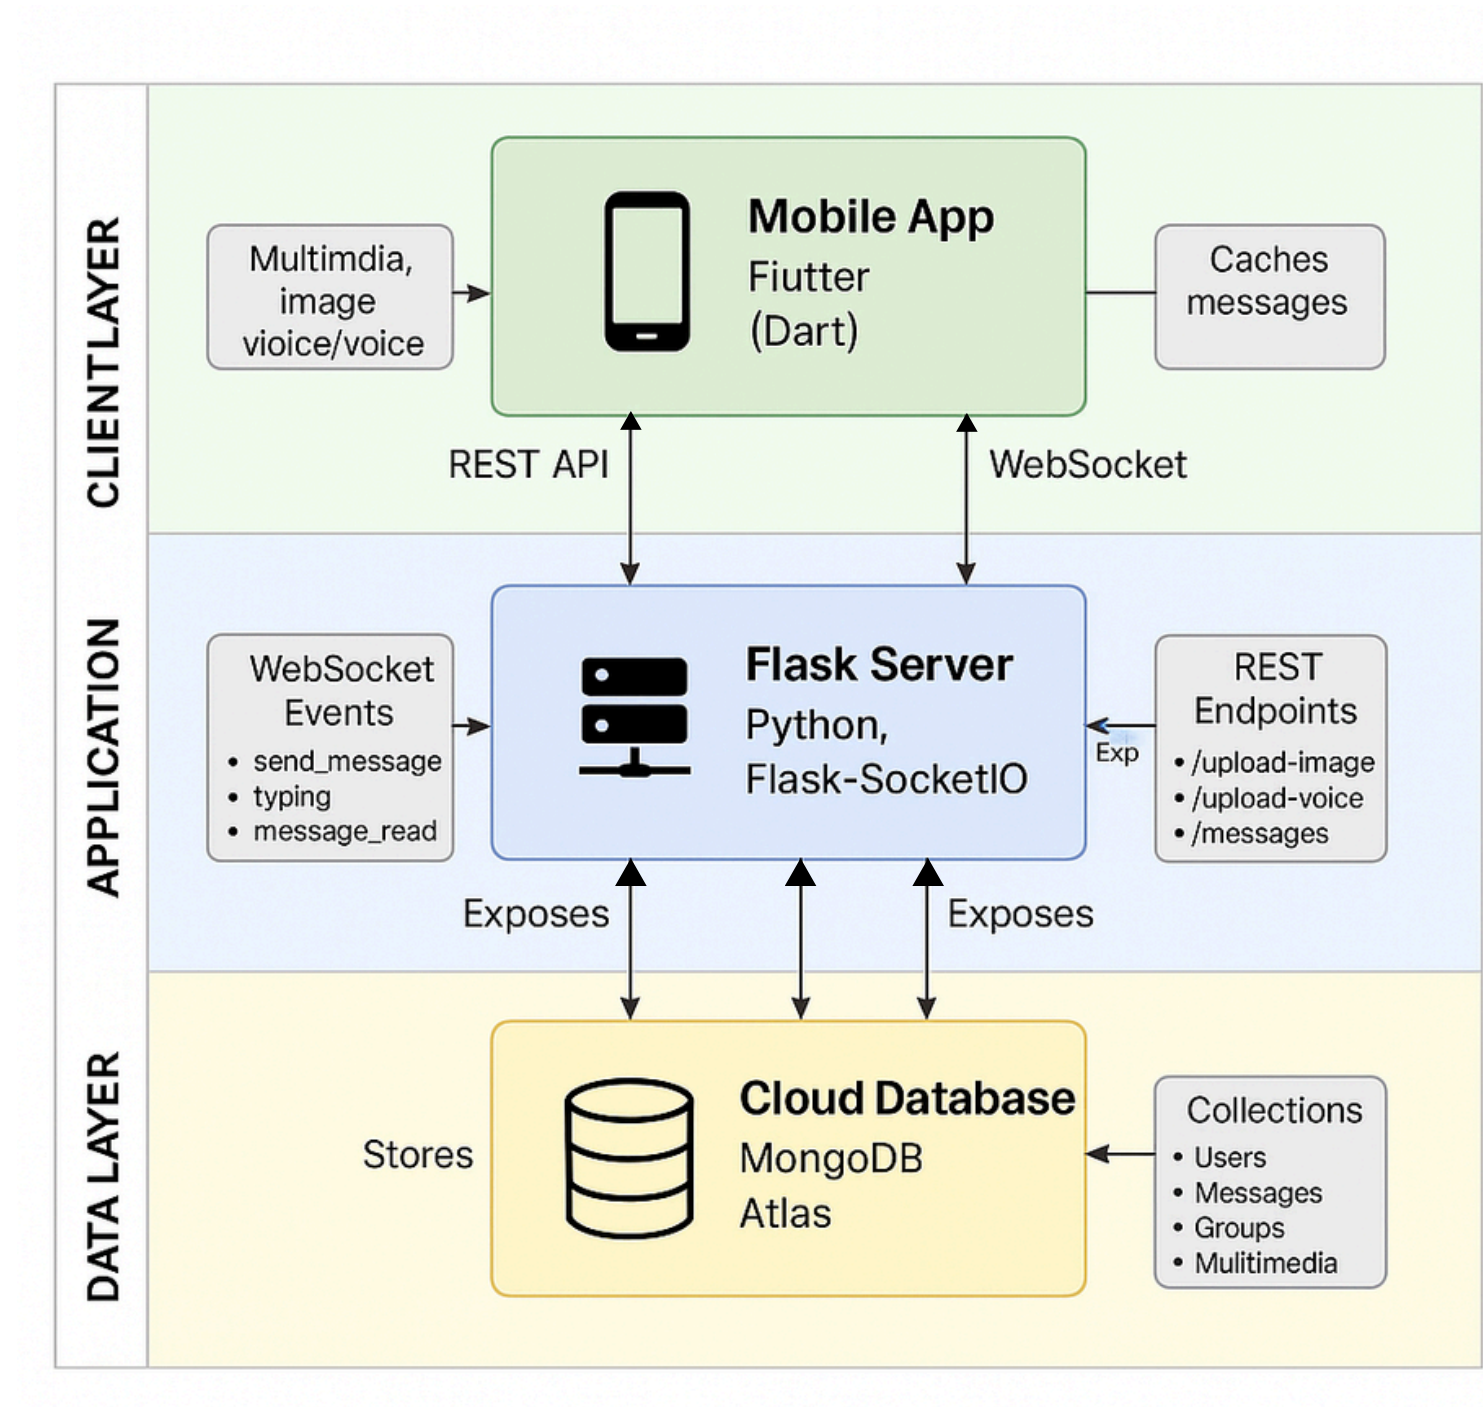 CLIENTLAYER
Multimdia,
image
vioice/voice
Mobile App
Fiutter
(Dart)
Caches
messages
REST API
WebSocket
APPLICATION
WebSocket
Events
• send_message
• typing
• message_read
Flask Server
Python,
Flask-SocketIO
Exp
REST
Endpoints
• /upload-image
• /upload-voice
• /messages
Exposes
Exposes
DATA LAYER
Stores
Cloud Database
MongoDB
Atlas
Collections
• Users
• Messages
• Groups
• Mulitimedia